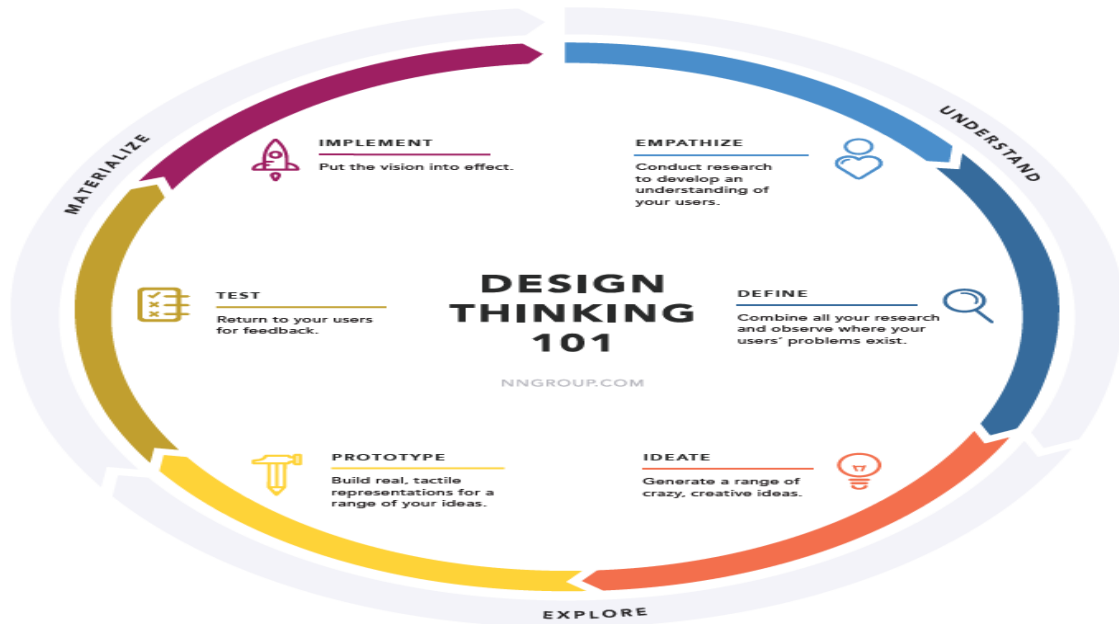 DESIGN
THINKING
101
NNGROUP.COM
UNDERSTAND
EMPATHIZE
Conduct research
to develop an
understanding of
your users.
DEFINE
Combine all your research
and observe where your
users' problems exist.
EXPLORE
IDEATE
Generate a range of
crazy, creative ideas.
PROTOTYPE
Build real, tactile
representations for a
range of your ideas.
MATERIALIZE
TEST
Return to your users
for feedback.
IMPLEMENT
Put the vision into effect.